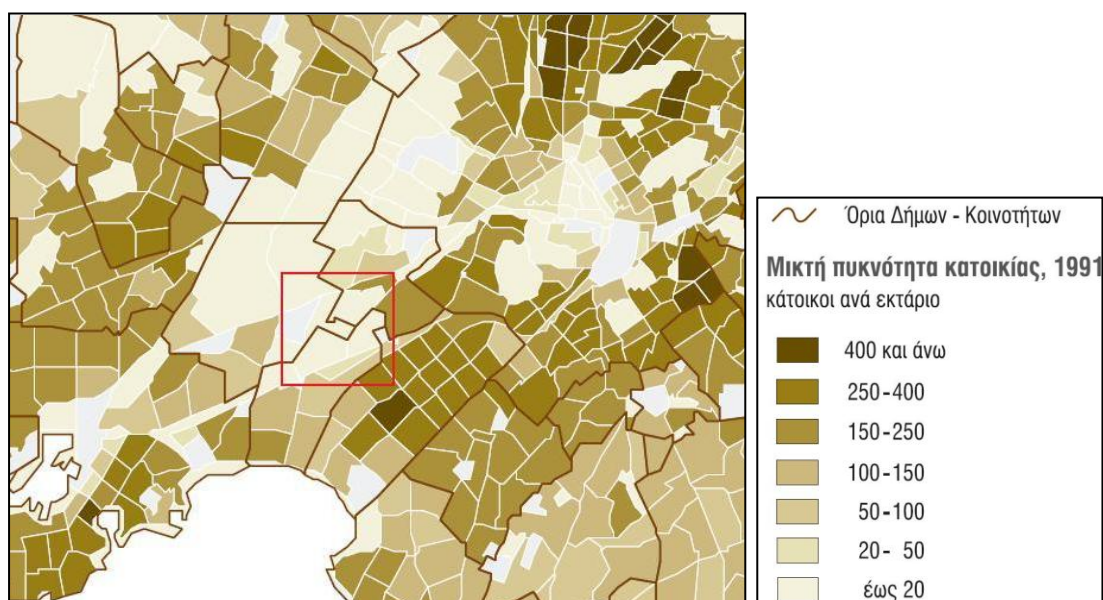 Όρια Δήμων - Κοινοτήτων
Μικτή πυκνότητα κατοικίας, 1991
κάτοικοι ανά εκτάριο
400 και άνω
250-400
150-250
100-150
50-100
20- 50
έως 20